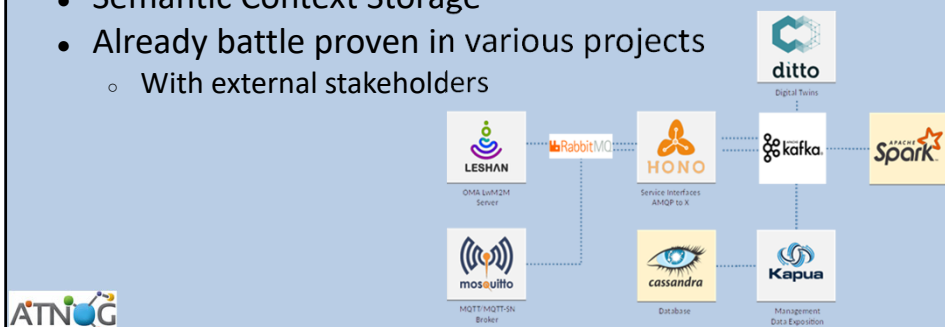 • Semantic Context Storage
• Already battle proven in various projects
○ With external stakeholders
ditto
Digital Twins
LESHAN
RabbitMQ
HONO
kafka.
APACHE
Spark
OMA LwM2M
Server
Service Interfaces
AMQP to X
mosquitto
cassandra
Kapua
MQTT/MQTT-SN
Broker
Database
Management
Data Exposition
ATNOG